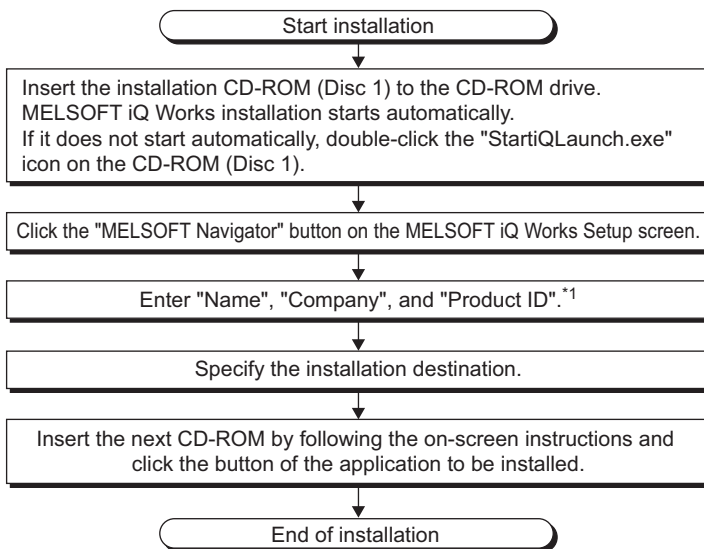 Start installation
Insert the installation CD-ROM (Disc 1) to the CD-ROM drive.
MELSOFT iQ Works installation starts automatically.
If it does not start automatically, double-click the "StartiQLaunch.exe"
icon on the CD-ROM (Disc 1).
Click the "MELSOFT Navigator" button on the MELSOFT iQ Works Setup screen.
Enter "Name", "Company", and "Product ID".*1
Specify the installation destination.
Insert the next CD-ROM by following the on-screen instructions and
click the button of the application to be installed.
End of installation